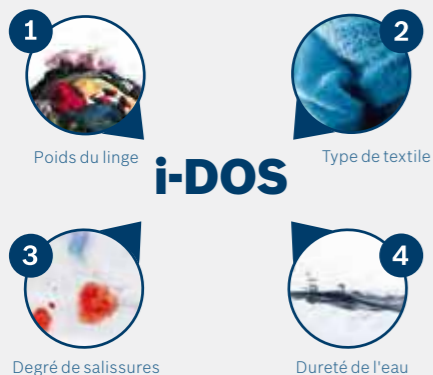 1
2
Poids du linge
Type de textile
i-DOS
3
4
Degré de salissures
Dureté de l'eau